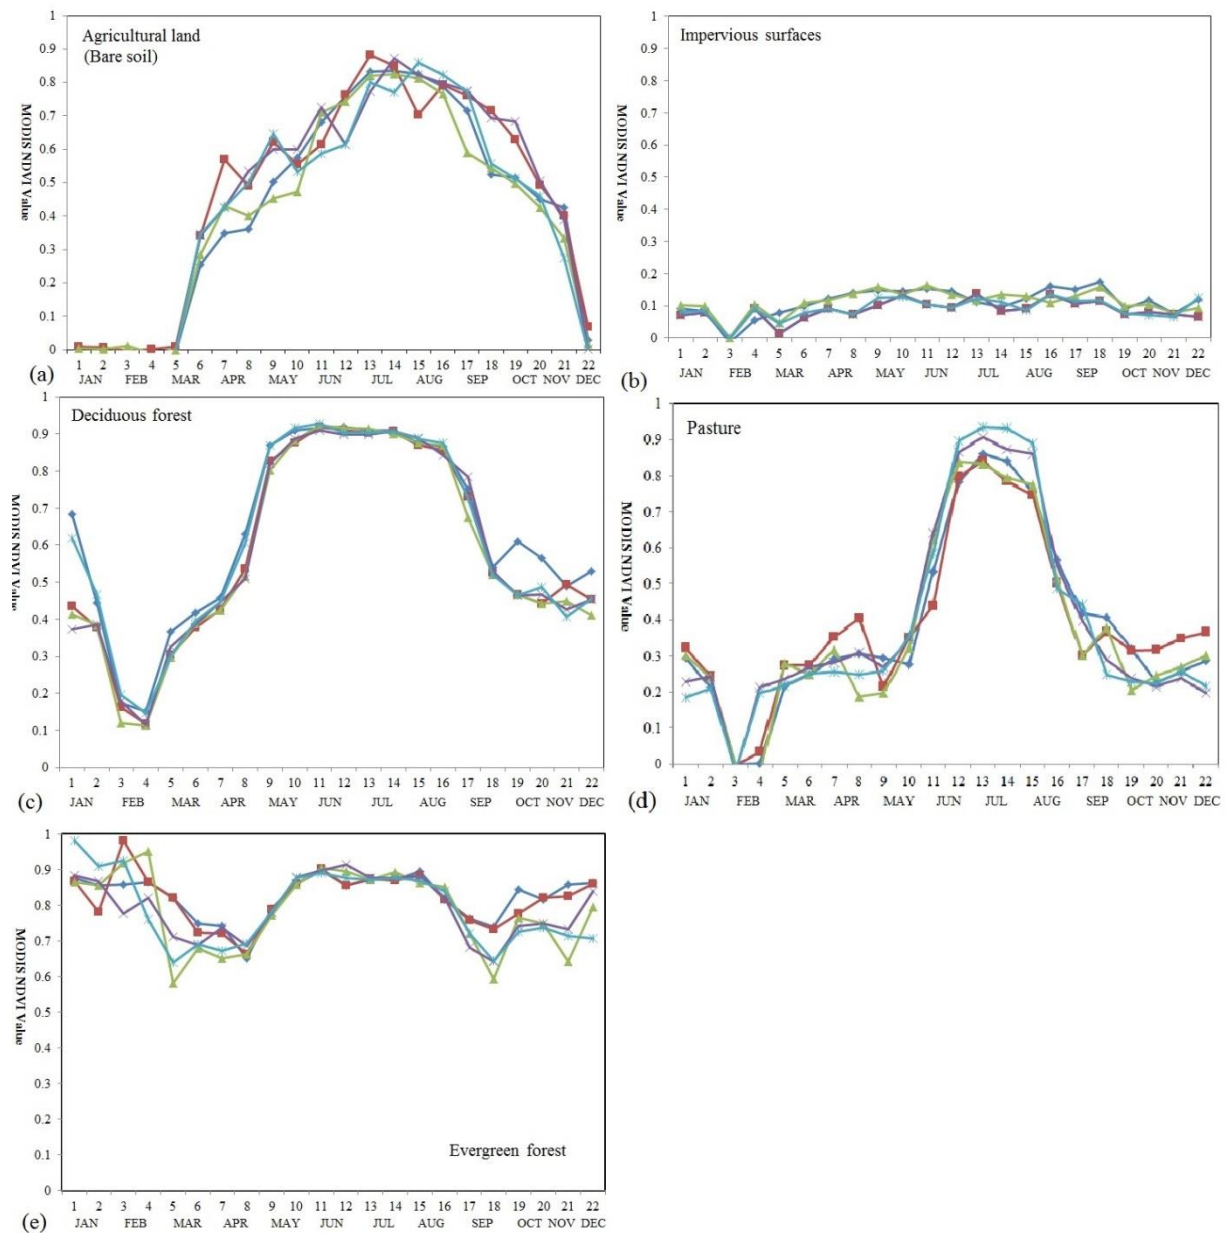 1
0.9
0.8
0.7
0.6
0.5
0.4
0.3
0.2
0.1
0
MODIS NDVI Value
Agricultural land
(Bare soil)
1 2 3 4 5 6 7 8 9 10 11 12 13 14 15 16 17 18 19 20 21 22
JAN FEB MAR APR MAY JUN JUL AUG SEP OCT NOV DEC
(a)
1
0.9
0.8
0.7
0.6
0.5
0.4
0.3
0.2
0.1
0
MODIS NDVI Value
Impervious surfaces
1 2 3 4 5 6 7 8 9 10 11 12 13 14 15 16 17 18 19 20 21 22
JAN FEB MAR APR MAY JUN JUL AUG SEP OCT NOV DEC
(b)
1
0.9
0.8
0.7
0.6
0.5
0.4
0.3
0.2
0.1
0
MODIS NDVI Value
Deciduous forest
1 2 3 4 5 6 7 8 9 10 11 12 13 14 15 16 17 18 19 20 21 22
JAN FEB MAR APR MAY JUN JUL AUG SEP OCT NOV DEC
(c)
1
0.9
0.8
0.7
0.6
0.5
0.4
0.3
0.2
0.1
0
MODIS NDVI Value
Pasture
1 2 3 4 5 6 7 8 9 10 11 12 13 14 15 16 17 18 19 20 21 22
JAN FEB MAR APR MAY JUN JUL AUG SEP OCT NOV DEC
(d)
1
0.9
0.8
0.7
0.6
0.5
0.4
0.3
0.2
0.1
0
MODIS NDVI Value
Evergreen forest
1 2 3 4 5 6 7 8 9 10 11 12 13 14 15 16 17 18 19 20 21 22
JAN FEB MAR APR MAY JUN JUL AUG SEP OCT NOV DEC
(e)